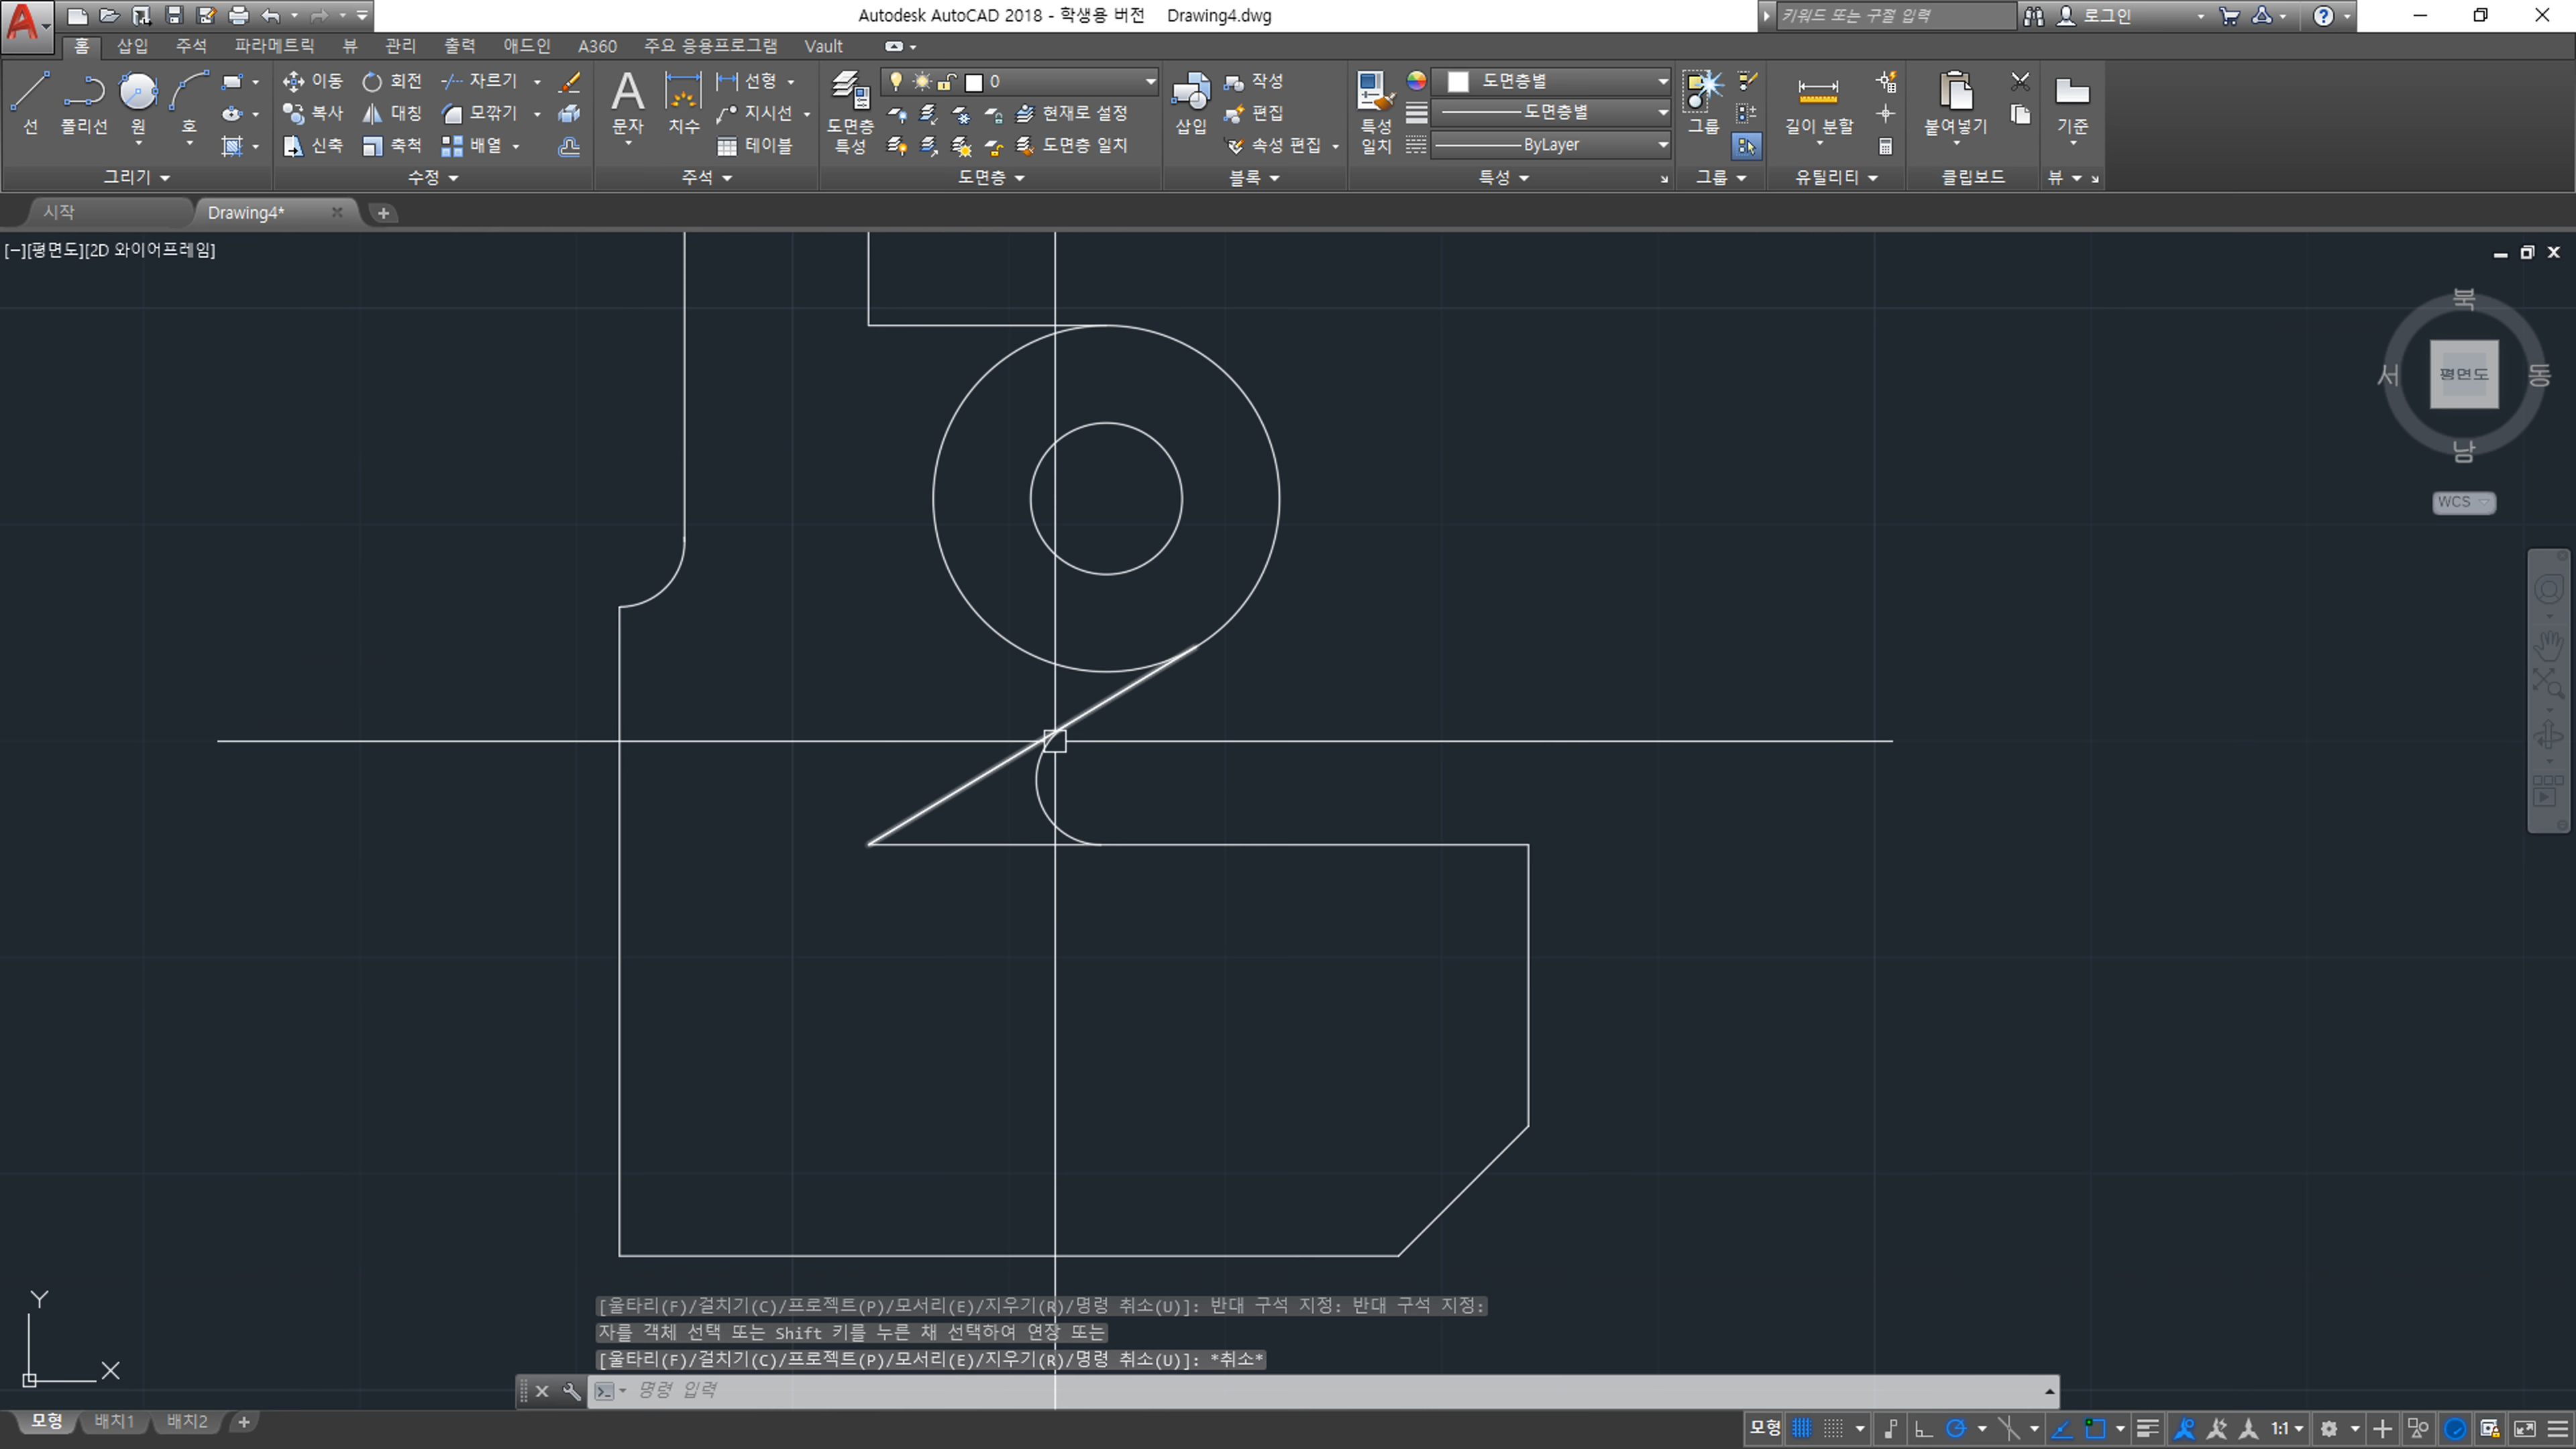 Autodesk AutoCAD 2018 - 학생용 버전 Drawing4.dwg
키워드 또는 구절 입력 로그인
홈 삽입 주석 파라메트릭 뷰 관리 출력 애드인 A360 주요 응용프로그램 Vault
선 폴리선 원 호
이동 회전 자르기
복사 대칭 모깎기
신축 축척 배열
문자 치수 선형
지시선
테이블
도면층 특성
0
현재로 설정
도면층 일치
삽입 작성
편집
속성 편집
특성 일치 도면층별
도면층별
ByLayer
그룹 길이 분할 붙여넣기 기준
그리기 수정 주석 도면층 블록 특성 그룹 유틸리티 클립보드 뷰
시작 Drawing4*
[−][평면도][2D 와이어프레임]
북
서 평면도 동
남
WCS
Y
X
[울타리(F)/걸치기(C)/프로젝트(P)/모서리(E)/지우기(R)/명령 취소(U)]: 반대 구석 지정: 반대 구석 지정:
자를 객체 선택 또는 Shift 키를 누른 채 선택하여 연장 또는
[울타리(F)/걸치기(C)/프로젝트(P)/모서리(E)/지우기(R)/명령 취소(U)]: *취소*
명령 입력
모형 배치1 배치2
모형 1:1